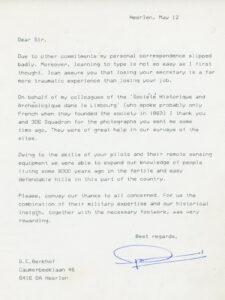 Heerlen, May 12
Dear Sir,
Due to other commitments my personal correspondence slipped
badly. Moreover, learning to type is not so easy as I first
thought. I can assure you that losing your secretary is a far
more traumatic experience than losing your job.
On behalf of my colleagues of the 'Société Historique et
Archéologique dans le Limbourg' (who spoke probably only
French when they founded the society in 1863) I thank you
and 306 Squadron for the photographs you sent me some
time ago. They were of great help in our surveys of the
sites.
Owing to the skills of your pilots and their remote sensing
equipment we were able to expand our knowledge of people
living some 2000 years ago in the fertile and easy
defendable hills in this part of the country.
Please, convey our thanks to all concerned. For us the
combination of their military expertise and our historical
insight, together with the necessary footwork, was very
rewarding.
Best regards,
G.C. Berkhof
Caumerbeeklaan 46
6416 GA Heerlen